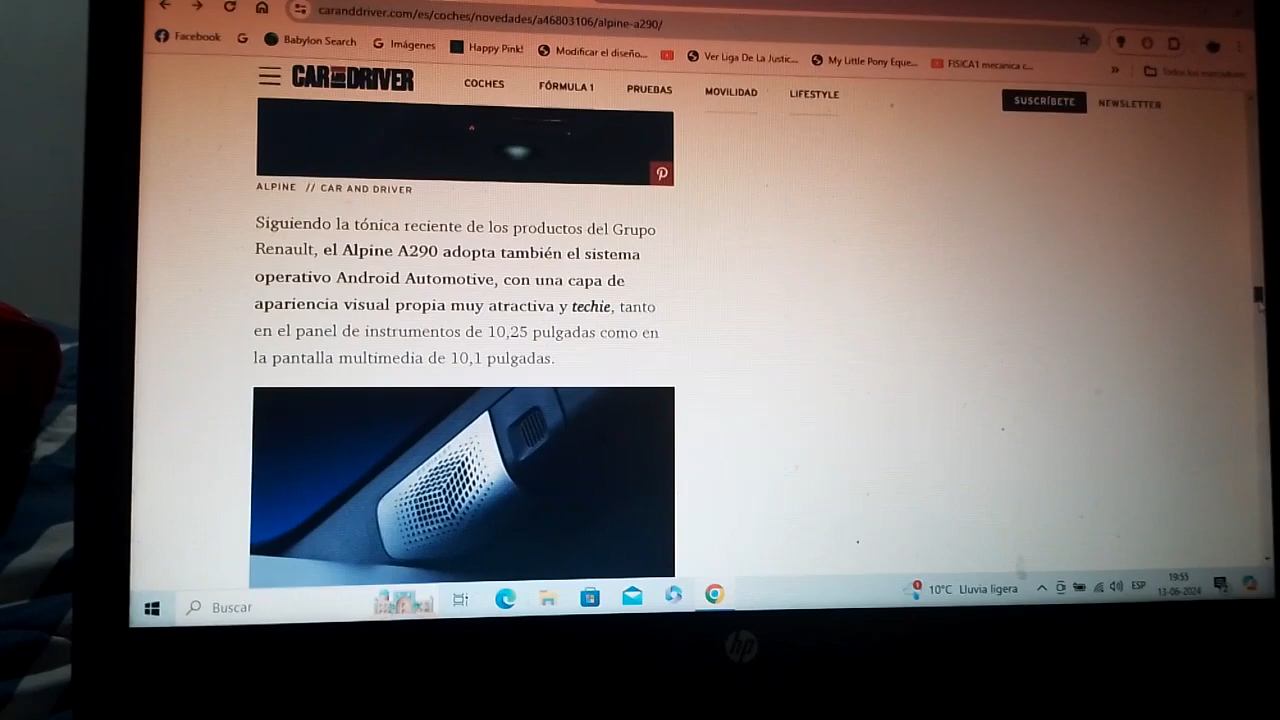 caranddriver.com/es/coches/novedades/a46803106/alpine-a290/
Facebook
G
Babylon Search
Imágenes
Happy Pink!
Modificar el diseño...
Ver Liga De La Justic...
My Little Pony Eque...
FISICA1 mecanica c...
»
Todos los marcadores
CAR AND DRIVER
COCHES
FÓRMULA 1
PRUEBAS
MOVILIDAD
LIFESTYLE
SUSCRÍBETE
NEWSLETTER
ALPINE // CAR AND DRIVER
Siguiendo la tónica reciente de los productos del Grupo
Renault, el Alpine A290 adopta también el sistema
operativo Android Automotive, con una capa de
apariencia visual propia muy atractiva y techie, tanto
en el panel de instrumentos de 10,25 pulgadas como en
la pantalla multimedia de 10,1 pulgadas.
Buscar
10°C Lluvia ligera
ESP
19:55
13-06-2024
hp